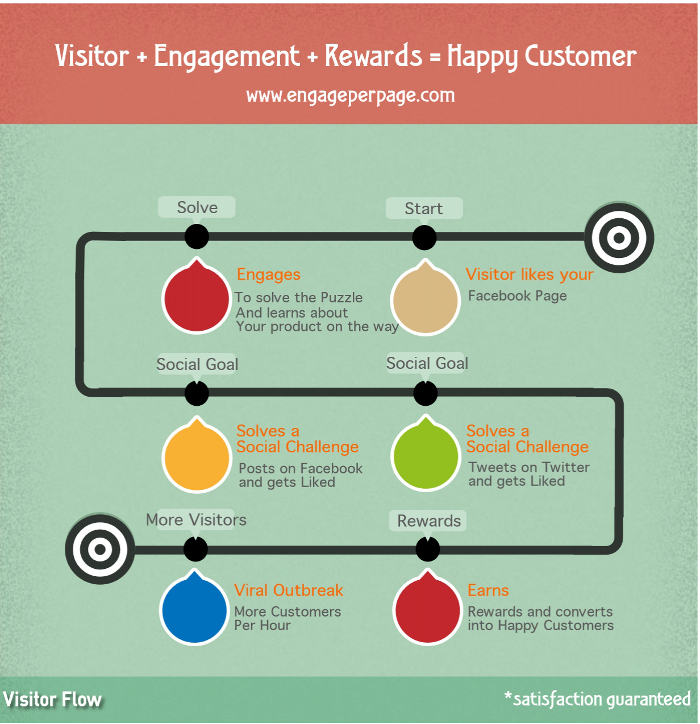 Visitor + Engagement + Rewards = Happy Customer
www.engageperpage.com
Start
Visitor likes your
Facebook Page
Solve
Engages
To solve the Puzzle
And learns about
Your product on the way
Social Goal
Solves a
Social Challenge
Posts on Facebook
and gets Liked
Social Goal
Solves a
Social Challenge
Tweets on Twitter
and gets Liked
Rewards
Earns
Rewards and converts
into Happy Customers
More Visitors
Viral Outbreak
More Customers
Per Hour
Visitor Flow
*satisfaction guaranteed